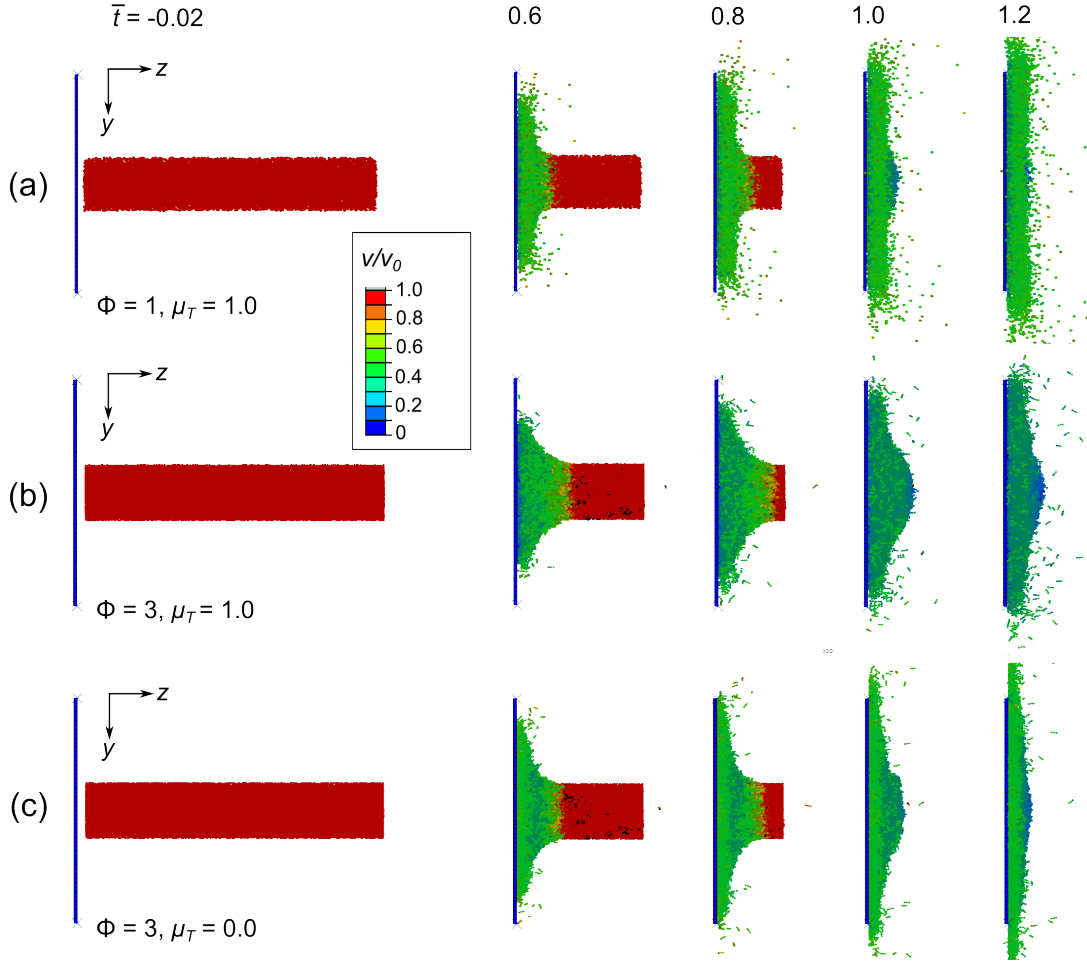 t̅ = -0.02 0.6 0.8 1.0 1.2
z
y
(a)
Φ = 1, μT = 1.0
v/v0
1.0
0.8
0.6
0.4
0.2
0
z
y
(b)
Φ = 3, μT = 1.0
z
y
(c)
Φ = 3, μT = 0.0